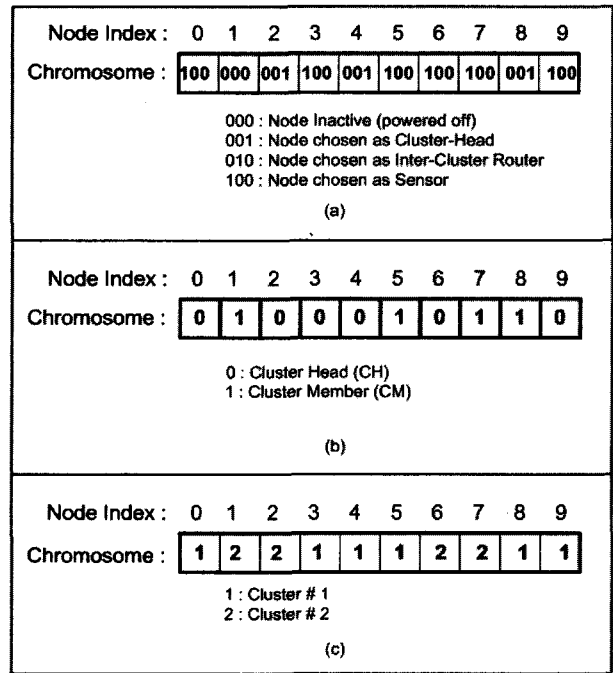 Node Index : 0 1 2 3 4 5 6 7 8 9
Chromosome : 100 000 001 100 001 100 100 100 001 100
000 : Node Inactive (powered off)
001 : Node chosen as Cluster-Head
010 : Node chosen as Inter-Cluster Router
100 : Node chosen as Sensor
(a)
Node Index : 0 1 2 3 4 5 6 7 8 9
Chromosome : 0 1 0 0 0 1 0 1 1 0
0 : Cluster Head (CH)
1 : Cluster Member (CM)
(b)
Node Index : 0 1 2 3 4 5 6 7 8 9
Chromosome : 1 2 2 1 1 1 2 2 1 1
1 : Cluster # 1
2 : Cluster # 2
(c)